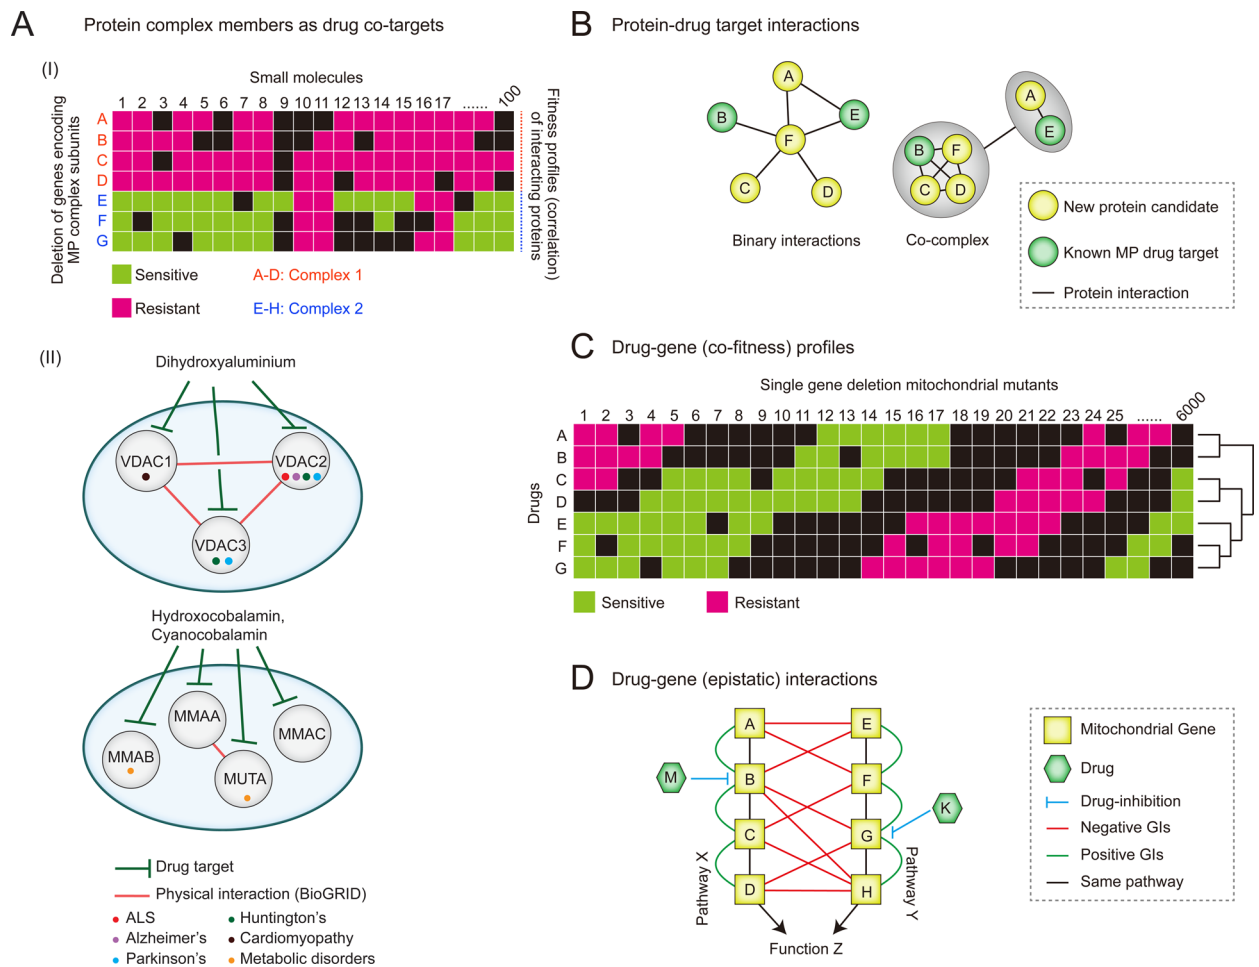 A Protein complex members as drug co-targets
(I)
Small molecules
1 2 3 4 5 6 7 8 9 10 11 12 13 14 15 16 17 ...... 100
Deletion of genes encoding
MP complex subunits
A
B
C
D
E
F
G
Fitness profiles (correlation)
of interacting proteins
Sensitive
A-D: Complex 1
Resistant
E-H: Complex 2
(II)
Dihydroxyaluminium
VDAC1
VDAC2
VDAC3
Hydroxocobalamin,
Cyanocobalamin
MMAA
MMAC
MMAB
MUTA
Drug target
Physical interaction (BioGRID)
ALS
Huntington's
Alzheimer's
Cardiomyopathy
Parkinson's
Metabolic disorders
B Protein-drug target interactions
A
B
E
F
C
D
Binary interactions
A
E
B
F
C
D
Co-complex
New protein candidate
Known MP drug target
Protein interaction
C Drug-gene (co-fitness) profiles
Single gene deletion mitochondrial mutants
1 2 3 4 5 6 7 8 9 10 11 12 13 14 15 16 17 18 19 20 21 22 23 24 25 ...... 6000
Drugs
A
B
C
D
E
F
G
Sensitive
Resistant
D Drug-gene (epistatic) interactions
A
E
M
B
F
K
C
G
D
H
Pathway X
Pathway Y
Function Z
Mitochondrial Gene
Drug
Drug-inhibition
Negative GIs
Positive GIs
Same pathway